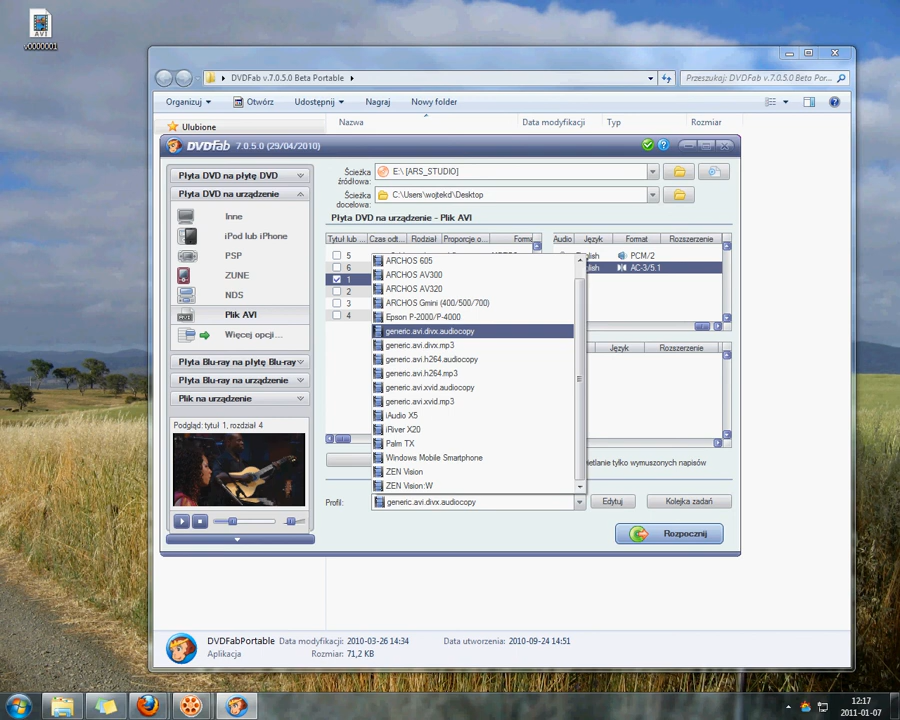 AVI
v0000001
DVDFab v.7.0.5.0 Beta Portable
Przeszukaj: DVDFab v.7.0.5.0 Beta Por...
Organizuj
Otwórz
Udostępnij
Nagraj
Nowy folder
Nazwa
Data modyfikacji
Typ
Rozmiar
Ulubione
DVDfab 7.0.5.0 (29/04/2010)
Płyta DVD na płytę DVD
Płyta DVD na urządzenie
Inne
iPod lub iPhone
PSP
ZUNE
NDS
Plik AVI
Więcej opcji...
Płyta Blu-ray na płytę Blu-ray
Płyta Blu-ray na urządzenie
Plik na urządzenie
Podgląd: tytuł 1, rozdział 4
Ścieżka źródłowa:
E:\ [ARS_STUDIO]
Ścieżka docelowa:
C:\Users\wojtekd\Desktop
Płyta DVD na urządzenie - Plik AVI
Tytuł lub ...
Czas odt...
Rodział
Proporcje o...
Forma
Audio
Język
Format
Rozszerzenie
5
6
1
2
3
4
glish
PCM/2
glish
AC-3/5.1
Język
Rozszerzenie
ARCHOS 605
ARCHOS AV300
ARCHOS AV320
ARCHOS Gmini (400/500/700)
Epson P-2000/P-4000
generic.avi.divx.audiocopy
generic.avi.divx.mp3
generic.avi.h264.audiocopy
generic.avi.h264.mp3
generic.avi.xvid.audiocopy
generic.avi.xvid.mp3
iAudio X5
iRiver X20
Palm TX
Windows Mobile Smartphone
ZEN Vision
ZEN Vision:W
wietlanie tylko wymuszonych napisów
Profil:
generic.avi.divx.audiocopy
Edytuj
Kolejka zadań
Rozpocznij
DVDFabPortable
Data modyfikacji: 2010-03-26 14:34
Data utworzenia: 2010-09-24 14:51
Aplikacja
Rozmiar: 71,2 KB
12:17
2011-01-07